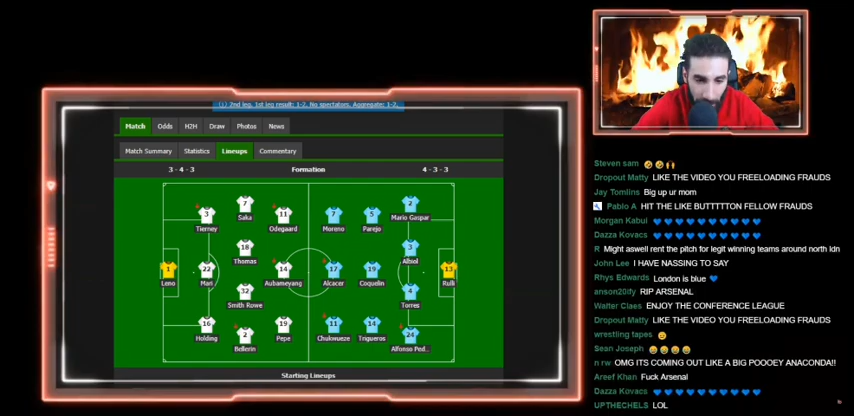 (i) 2nd leg. 1st leg result: 1-2. No spectators. Aggregate: 1-2.
Match Odds H2H Draw Photos News
Match Summary Statistics Lineups Commentary
3 - 4 - 3 Formation 4 - 3 - 3
3 Tierney
7 Saka
11 Odegaard
7 Moreno
5 Parejo
2 Mario Gaspar
18 Thomas
3 Albiol
1 Leno
22 Mari
14 Aubameyang
17 Alcacer
19 Coquelin
13 Rulli
32 Smith Rowe
4 Torres
16 Holding
2 Bellerin
19 Pepe
11 Chukwueze
14 Trigueros
24 Alfonso Ped...
Starting Lineups
Steven sam
Dropout Matty LIKE THE VIDEO YOU FREELOADING FRAUDS
Jay Tomlins Big up ur mom
Pablo A HIT THE LIKE BUTTTTTON FELLOW FRAUDS
Morgan Kabui
Dazza Kovacs
R Might aswell rent the pitch for legit winning teams around north ldn
John Lee I HAVE NASSING TO SAY
Rhys Edwards London is blue
anson20ify RIP ARSENAL
Walter Claes ENJOY THE CONFERENCE LEAGUE
Dropout Matty LIKE THE VIDEO YOU FREELOADING FRAUDS
wrestling tapes
Sean Joseph
n rw OMG ITS COMING OUT LIKE A BIG POOOEY ANACONDA!!
Areef Khan Fuck Arsenal
Dazza Kovacs
UPTHECHELS LOL